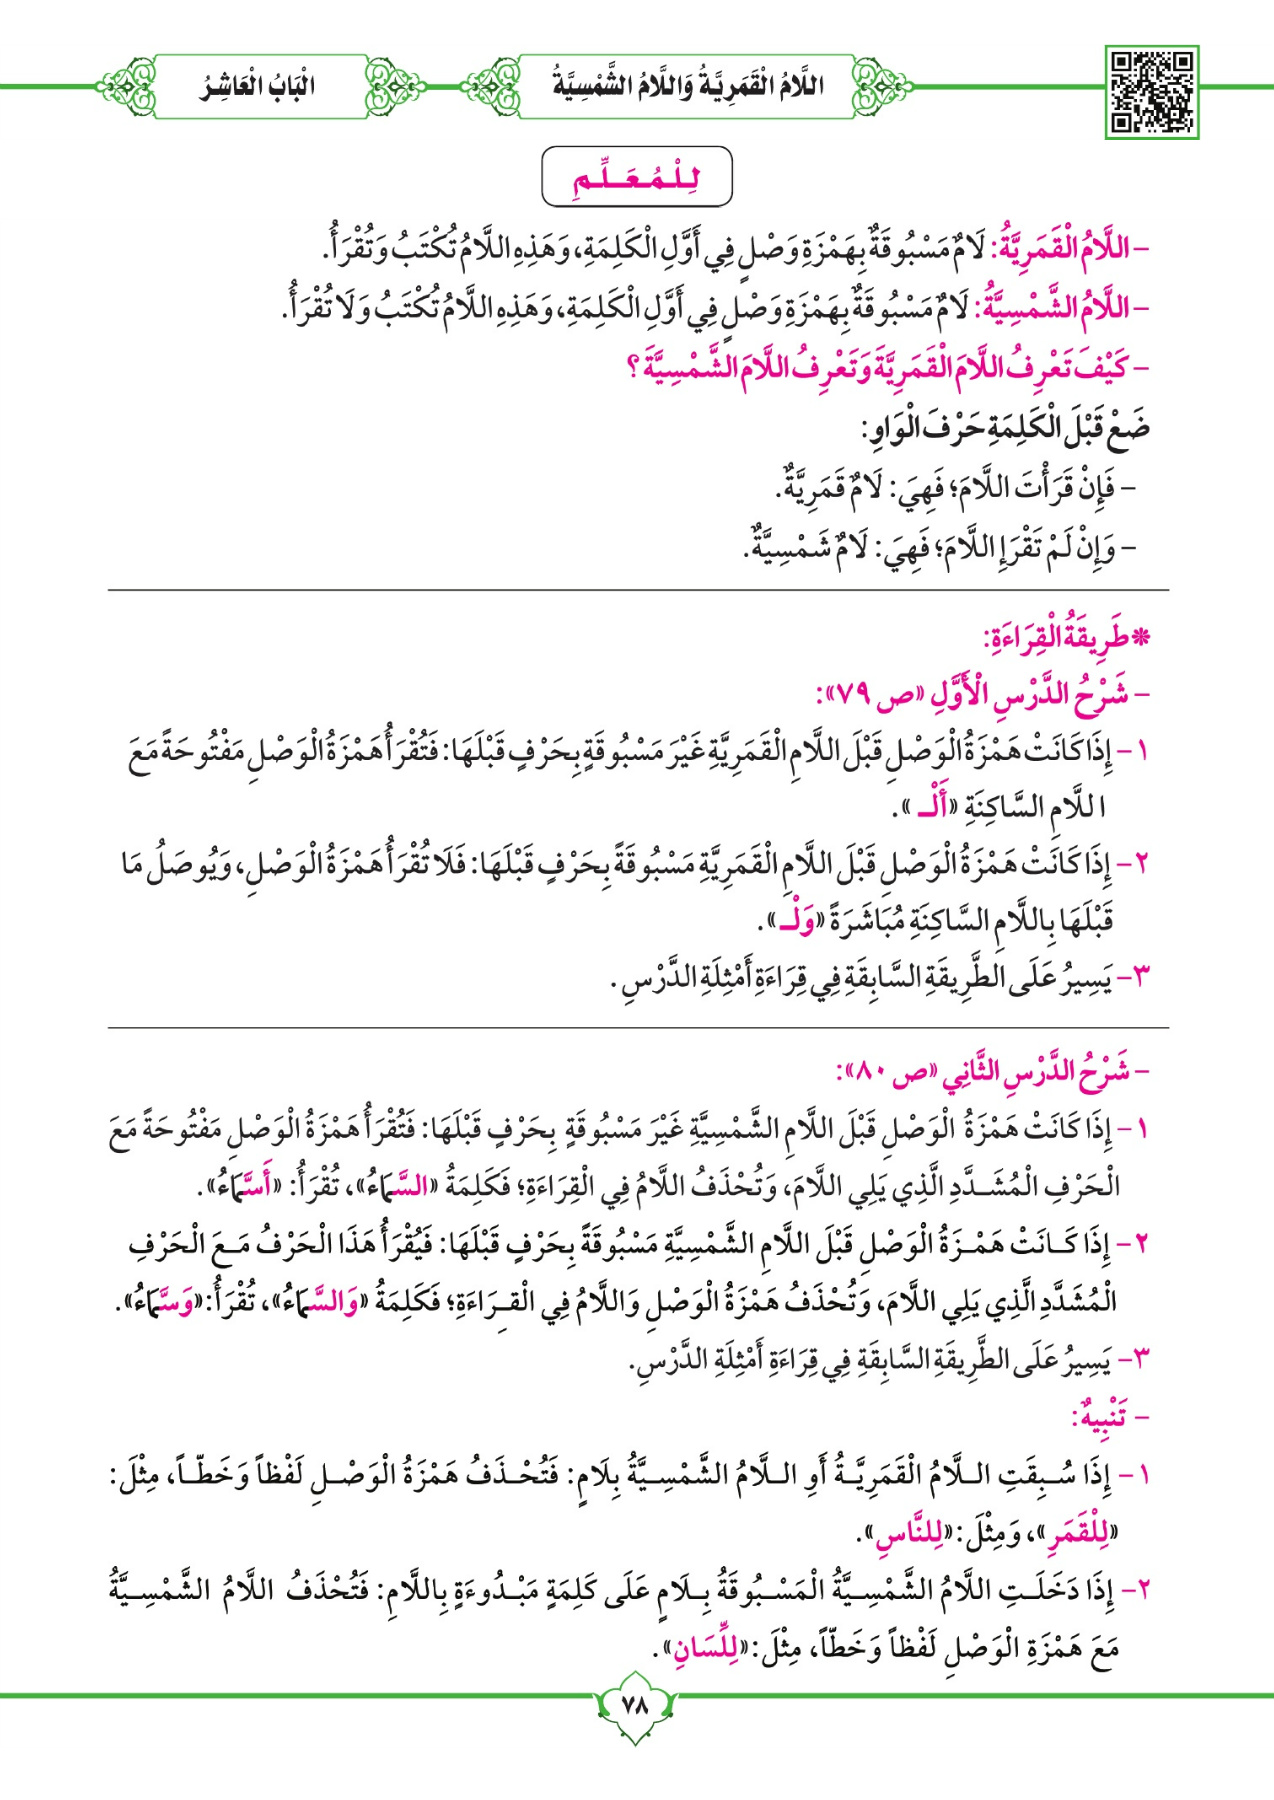 اللَّامُ الْقَمَرِيَّةُ وَاللَّامُ الشَّمْسِيَّةُ
الْبَابُ الْعَاشِرُ
لِلْمُعَلِّمِ
- اللَّامُ الْقَمَرِيَّةُ: لَامٌ مَسْبُوقَةٌ بِهَمْزَةِ وَصْلٍ فِي أَوَّلِ الْكَلِمَةِ، وَهَذِهِ اللَّامُ تُكْتَبُ وَتُقْرَأُ.
- اللَّامُ الشَّمْسِيَّةُ: لَامٌ مَسْبُوقَةٌ بِهَمْزَةِ وَصْلٍ فِي أَوَّلِ الْكَلِمَةِ، وَهَذِهِ اللَّامُ تُكْتَبُ وَلَا تُقْرَأُ.
- كَيْفَ تَعْرِفُ اللَّامَ الْقَمَرِيَّةَ وَتَعْرِفُ اللَّامَ الشَّمْسِيَّةَ؟
ضَعْ قَبْلَ الْكَلِمَةِ حَرْفَ الْوَاوِ:
- فَإِنْ قَرَأْتَ اللَّامَ؛ فَهِيَ: لَامٌ قَمَرِيَّةٌ.
- وَإِنْ لَمْ تَقْرَإِ اللَّامَ؛ فَهِيَ: لَامٌ شَمْسِيَّةٌ.
* طَرِيقَةُ الْقِرَاءَةِ:
- شَرْحُ الدَّرْسِ الْأَوَّلِ «ص ٧٩»:
١- إِذَا كَانَتْ هَمْزَةُ الْوَصْلِ قَبْلَ اللَّامِ الْقَمَرِيَّةِ غَيْرَ مَسْبُوقَةٍ بِحَرْفٍ قَبْلَهَا: فَتُقْرَأُ هَمْزَةُ الْوَصْلِ مَفْتُوحَةً مَعَ
اللَّامِ السَّاكِنَةِ «أَلْـ ».
٢- إِذَا كَانَتْ هَمْزَةُ الْوَصْلِ قَبْلَ اللَّامِ الْقَمَرِيَّةِ مَسْبُوقَةً بِحَرْفٍ قَبْلَهَا: فَلَا تُقْرَأُ هَمْزَةُ الْوَصْلِ، وَيُوصَلُ مَا
قَبْلَهَا بِاللَّامِ السَّاكِنَةِ مُبَاشَرَةً «وَلْـ».
٣- يَسِيرُ عَلَى الطَّرِيقَةِ السَّابِقَةِ فِي قِرَاءَةِ أَمْثِلَةِ الدَّرْسِ.
- شَرْحُ الدَّرْسِ الثَّانِي «ص ٨٠»:
١- إِذَا كَانَتْ هَمْزَةُ الْوَصْلِ قَبْلَ اللَّامِ الشَّمْسِيَّةِ غَيْرَ مَسْبُوقَةٍ بِحَرْفٍ قَبْلَهَا: فَتُقْرَأُ هَمْزَةُ الْوَصْلِ مَفْتُوحَةً مَعَ
الْحَرْفِ الْمُشَدَّدِ الَّذِي يَلِي اللَّامَ، وَتُحْذَفُ اللَّامُ فِي الْقِرَاءَةِ؛ فَكَلِمَةُ «السَّمَاءُ»، تُقْرَأُ: «أَسَّمَاءُ».
٢- إِذَا كَانَتْ هَمْزَةُ الْوَصْلِ قَبْلَ اللَّامِ الشَّمْسِيَّةِ مَسْبُوقَةً بِحَرْفٍ قَبْلَهَا: فَيُقْرَأُ هَذَا الْحَرْفُ مَعَ الْحَرْفِ
الْمُشَدَّدِ الَّذِي يَلِي اللَّامَ، وَتُحْذَفُ هَمْزَةُ الْوَصْلِ وَاللَّامُ فِي الْقِرَاءَةِ؛ فَكَلِمَةُ «وَالسَّمَاءُ»، تُقْرَأُ: «وَسَّمَاءُ».
٣- يَسِيرُ عَلَى الطَّرِيقَةِ السَّابِقَةِ فِي قِرَاءَةِ أَمْثِلَةِ الدَّرْسِ.
- تَنْبِيهٌ:
١- إِذَا سُبِقَتِ اللَّامُ الْقَمَرِيَّةُ أَوِ اللَّامُ الشَّمْسِيَّةُ بِلَامٍ: فَتُحْذَفُ هَمْزَةُ الْوَصْلِ لَفْظاً وَخَطّاً، مِثْلَ:
«لِلْقَمَرِ»، وَمِثْلَ: «لِلنَّاسِ».
٢- إِذَا دَخَلَتِ اللَّامُ الشَّمْسِيَّةُ الْمَسْبُوقَةُ بِلَامٍ عَلَى كَلِمَةٍ مَبْدُوءَةٍ بِاللَّامِ: فَتُحْذَفُ اللَّامُ الشَّمْسِيَّةُ
مَعَ هَمْزَةِ الْوَصْلِ لَفْظاً وَخَطّاً، مِثْلَ: «لِلِّسَانِ».
٧٨